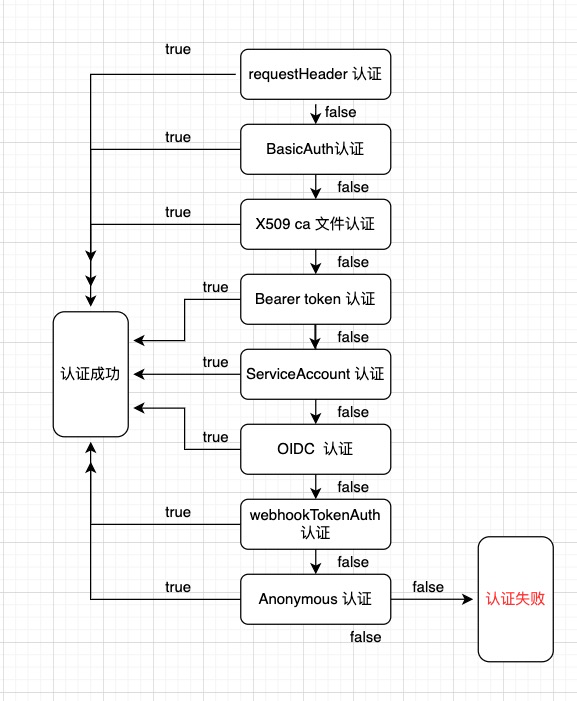 true
requestHeader 认证
false
true
BasicAuth认证
false
true
X509 ca 文件认证
false
true
Bearer token 认证
false
认证成功
true
ServiceAccount 认证
false
true
OIDC 认证
false
true
webhookTokenAuth
认证
false
true
Anonymous 认证
false
认证失败
false